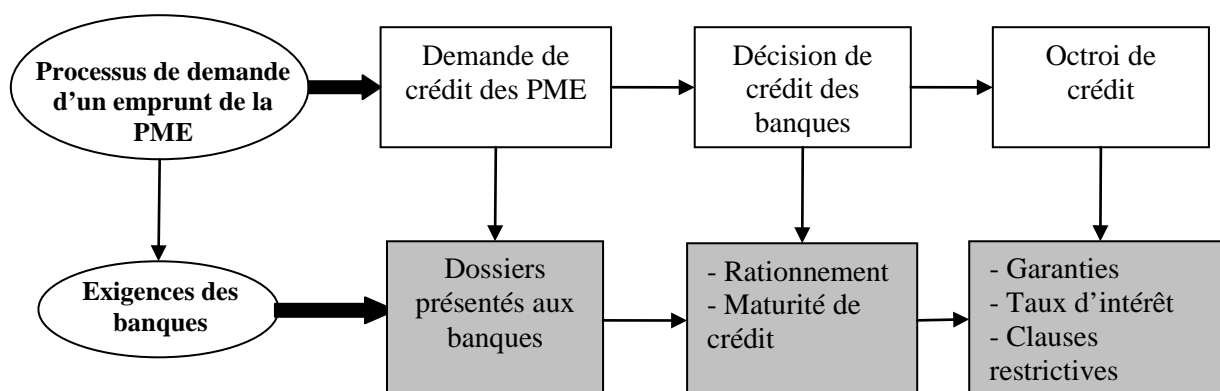 Processus de demande
d’un emprunt de la
PME
Demande de
crédit des PME
Décision de
crédit des
banques
Octroi de
crédit
Exigences des
banques
Dossiers
présentés aux
banques
- Rationnement
- Maturité de
crédit
- Garanties
- Taux d’intérêt
- Clauses
restrictives